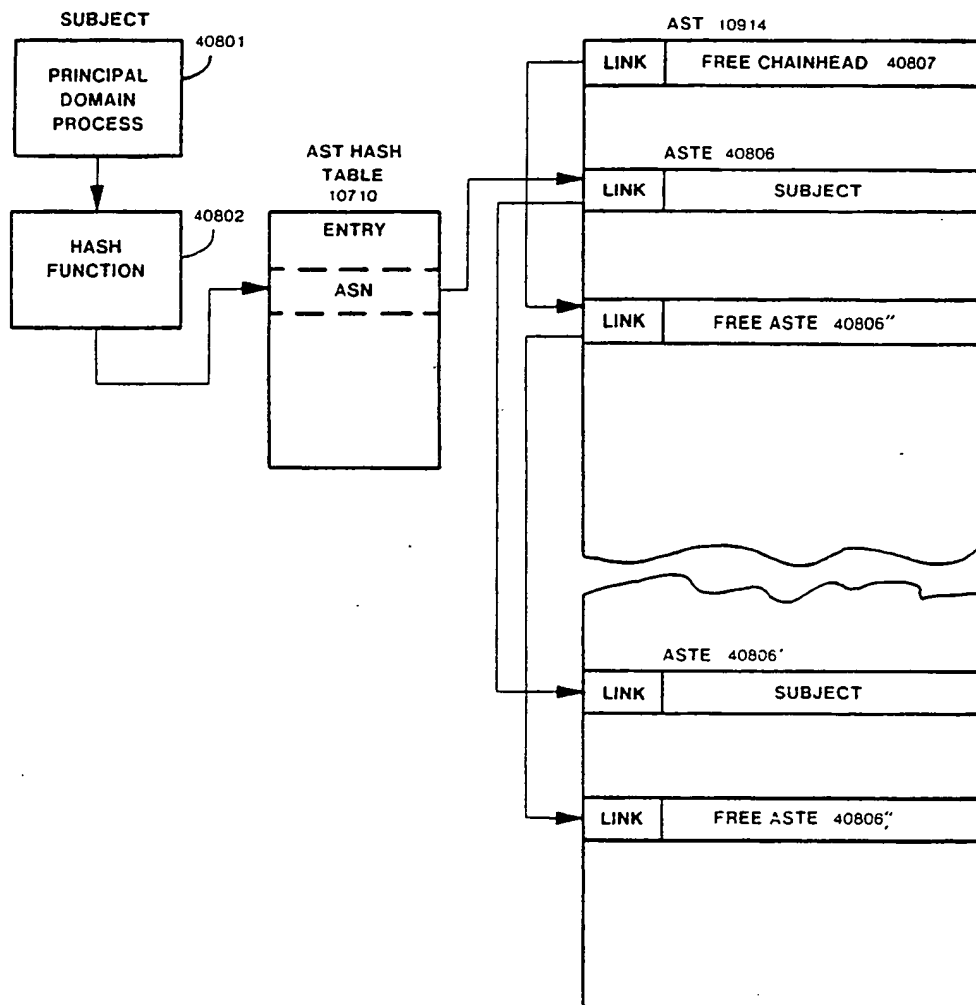 SUBJECT
40801
PRINCIPAL
DOMAIN
PROCESS
40802
HASH
FUNCTION
AST HASH
TABLE
10710
ENTRY
ASN
AST 10914
LINK FREE CHAINHEAD 40807
ASTE 40806
LINK SUBJECT
LINK FREE ASTE 40806"
ASTE 40806'
LINK SUBJECT
LINK FREE ASTE 40806",